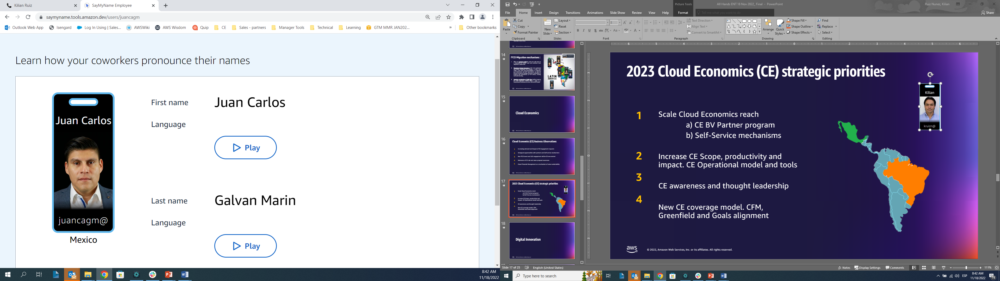 Kilian Ruiz
SayMyName Employee
saymyname.tools.amazon.dev/users/juancagm
Outlook Web App
Isengard
Log In Using | Sales...
AWSWiki
AWS Wisdom
Quip
CE
Sales - partners
Manager Tools
Technical
Learning
GTM MMR JAN202...
»
Other bookmarks
Learn how your coworkers pronounce their names
Juan Carlos
juancagm@
Mexico
First name
Juan Carlos
Language
Play
Last name
Galvan Marin
Language
Play
8:42 AM
11/18/2022
Picture Tools
All Hands ENT 18 Nov 2022_ Final - PowerPoint
Ruiz Nunez, Kilian
File
Home
Insert
Design
Transitions
Animations
Slide Show
Review
View
Help
Format
Tell me what you want to do
Share
Paste
Cut
Copy
Format Painter
Clipboard
New
Slide
Layout
Reset
Section
Slides
8
B I U S abc AV Aa
Font
Text Direction
Align Text
Convert to SmartArt
Paragraph
Arrange
Quick
Styles
Shape Fill
Shape Outline
Shape Effects
Drawing
Find
Replace
Select
Editing
14
FY23 Migration mechanisms :
LATIN
AMERICA
15
Cloud Economics
16
Cloud Economics (CE) Business Observations
17
2023 Cloud Economics (CE) strategic priorities
18
Digital Innovation
2023 Cloud Economics (CE) strategic priorities
Kilian
kruizn@
1
Scale Cloud Economics reach
a) CE BV Partner program
b) Self-Service mechanisms
2
Increase CE Scope, productivity and
impact. CE Operational model and tools
3
CE awareness and thought leadership
4
New CE coverage model. CFM,
Greenfield and Goals alignment
aws
© 2022, Amazon Web Services, Inc. or its affiliates. All rights reserved.
Slide 17 of 25
English (United States)
Notes
Display Settings
Comments
111%
Type here to search
ESP
8:42 AM
11/18/2022